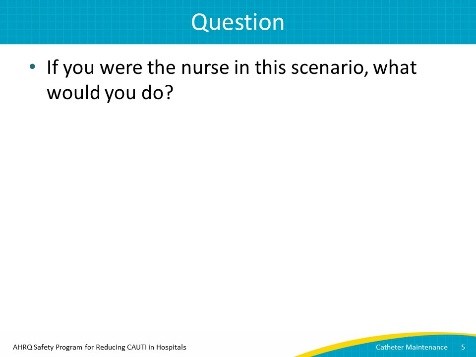 Question
• If you were the nurse in this scenario, what
would you do?
AHRQ Safety Program for Reducing CAUTI in Hospitals
Catheter Maintenance 5